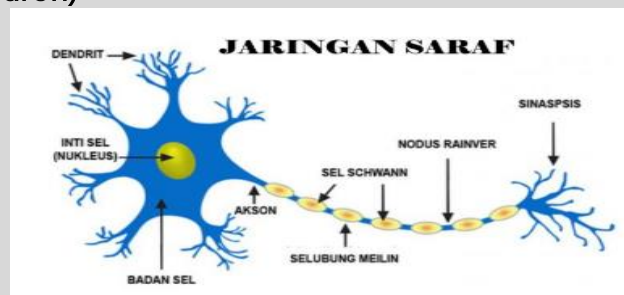 JARINGAN SARAF
DENDRIT
SINASPSIS
INTI SEL
(NUKLEUS)
NODUS RAINVER
SEL SCHWANN
AKSON
SELUBUNG MEILIN
BADAN SEL